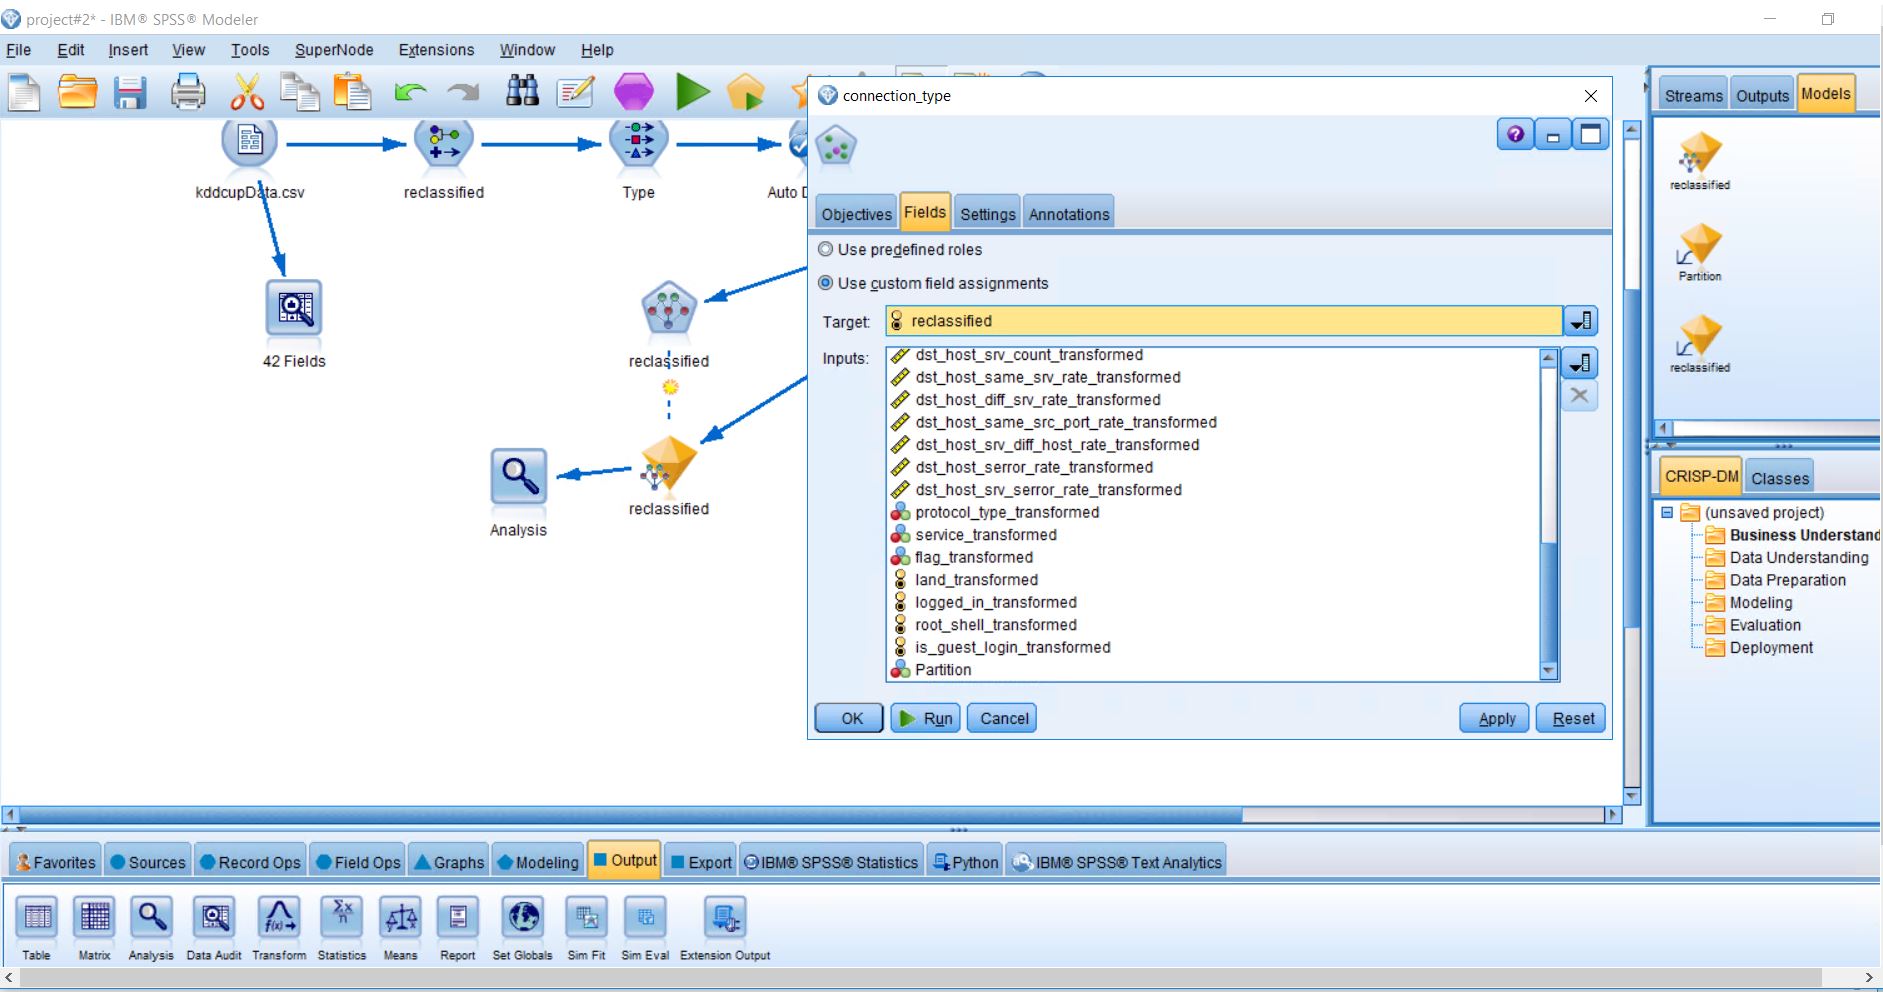 project#2* - IBM® SPSS® Modeler
File Edit Insert View Tools SuperNode Extensions Window Help
kddcupData.csv
reclassified
Type
Auto D
42 Fields
reclassified
reclassified
Analysis
connection_type
Objectives Fields Settings Annotations
Use predefined roles
Use custom field assignments
Target: reclassified
Inputs:
dst_host_srv_count_transformed
dst_host_same_srv_rate_transformed
dst_host_diff_srv_rate_transformed
dst_host_same_src_port_rate_transformed
dst_host_srv_diff_host_rate_transformed
dst_host_serror_rate_transformed
dst_host_srv_serror_rate_transformed
protocol_type_transformed
service_transformed
flag_transformed
land_transformed
logged_in_transformed
root_shell_transformed
is_guest_login_transformed
Partition
OK Run Cancel Apply Reset
Streams Outputs Models
reclassified
Partition
reclassified
CRISP-DM Classes
(unsaved project)
Business Understand
Data Understanding
Data Preparation
Modeling
Evaluation
Deployment
Favorites Sources Record Ops Field Ops Graphs Modeling Output Export IBM® SPSS® Statistics Python IBM® SPSS® Text Analytics
Σx
n
f(x)
Table Matrix Analysis Data Audit Transform Statistics Means Report Set Globals Sim Fit Sim Eval Extension Output